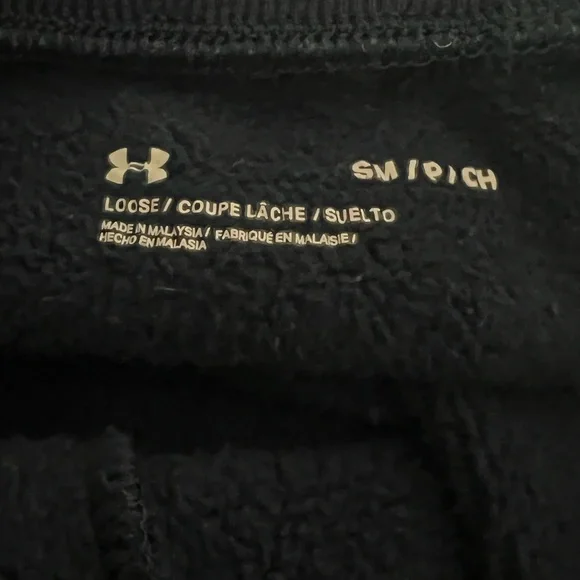 SM / P / CH
LOOSE / COUPE LÂCHE / SUELTO
MADE IN MALAYSIA / FABRIQUÉ EN MALAISIE /
HECHO EN MALASIA